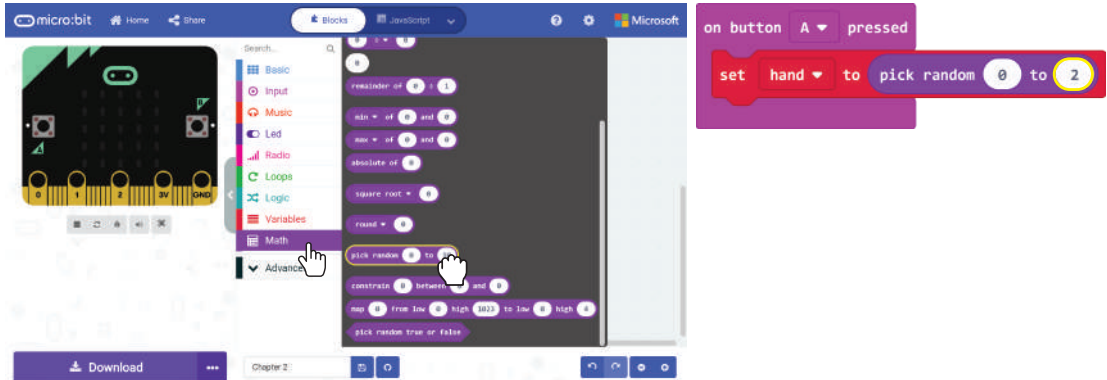 micro:bit Home Share Blocks JavaScript Microsoft
Search...
Basic
Input
Music
Led
Radio
Loops
Logic
Variables
Math
Advance
0
remainder of 0 ÷ 1
min of 0 and 0
max of 0 and 0
absolute of 0
square root 0
round 0
pick random 0 to
constrain 0 between and 0
map 0 from low 0 high 1023 to low 0 high 4
pick random true or false
B
A
0 1 2 3V GND
Download
Chapter 2
on button A pressed
set hand to pick random 0 to 2